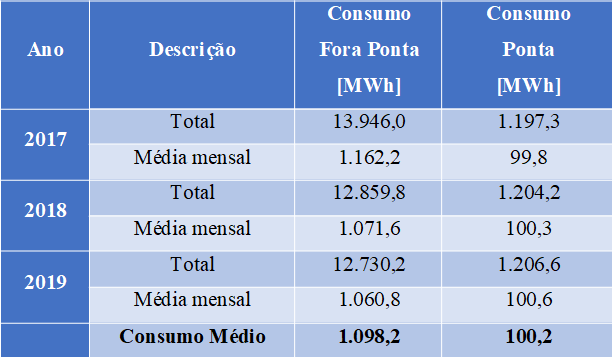 Ano Descrição Consumo Fora Ponta [MWh] Consumo Ponta [MWh]
2017 Total 13.946,0 1.197,3
Média mensal 1.162,2 99,8
2018 Total 12.859,8 1.204,2
Média mensal 1.071,6 100,3
2019 Total 12.730,2 1.206,6
Média mensal 1.060,8 100,6
Consumo Médio 1.098,2 100,2